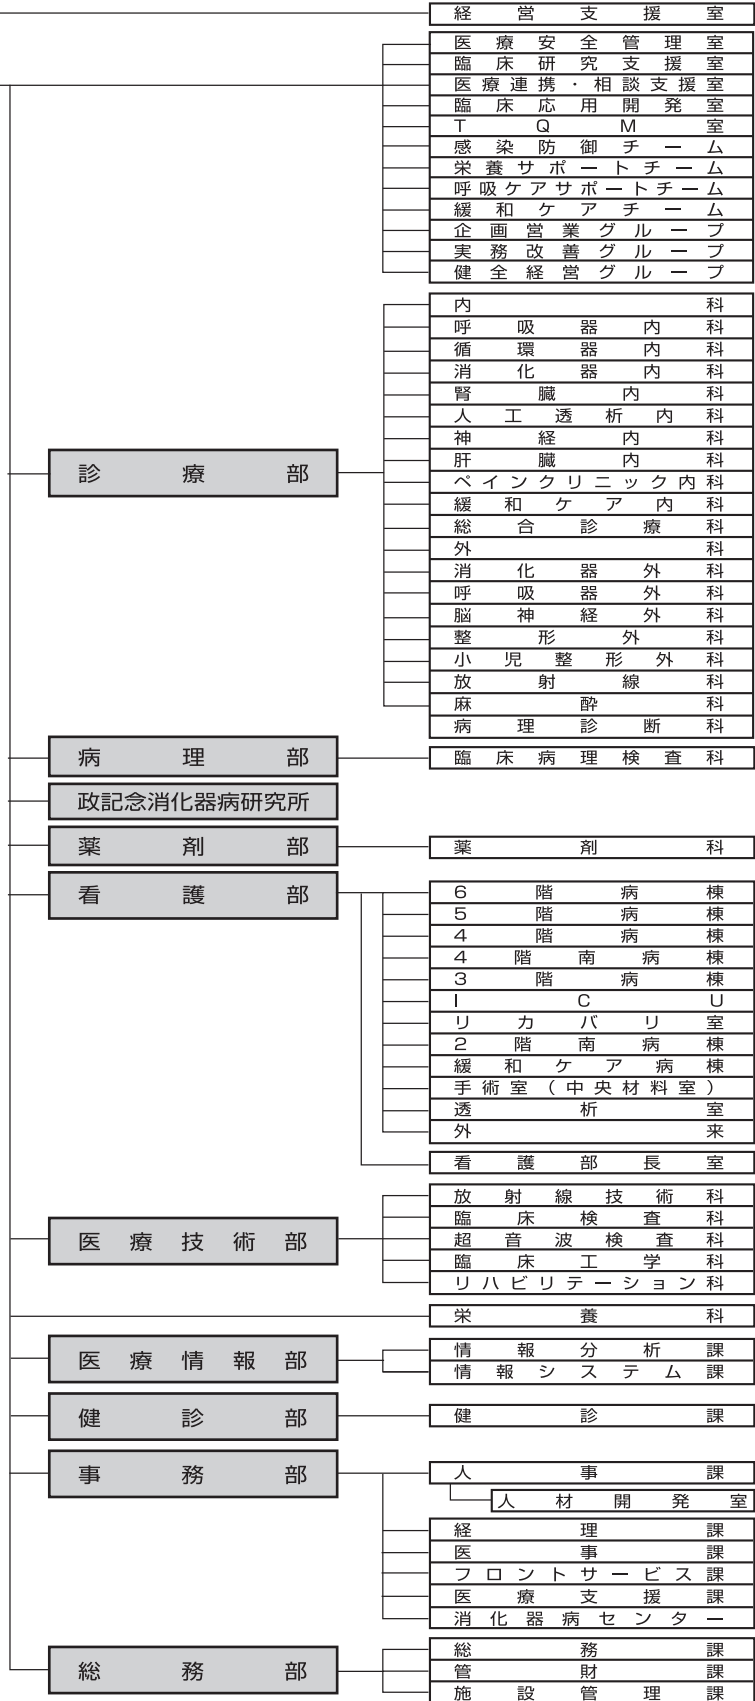 経営支援室
医療安全管理室
臨床研究支援室
医療連携・相談支援室
臨床応用開発室
TQM室
感染防御チーム
栄養サポートチーム
呼吸ケアサポートチーム
緩和ケアチーム
企画営業グループ
実務改善グループ
健全経営グループ
診療部
内科
呼吸器内科
循環器内科
消化器内科
腎臓内科
人工透析内科
神経内科
肝臓内科
ペインクリニック内科
緩和ケア内科
総合診療科
外科
消化器外科
呼吸器外科
脳神経外科
整形外科
小児整形外科
放射線科
麻酔科
病理診断科
病理部
臨床病理検査科
政記念消化器病研究所
薬剤部
薬剤科
看護部
6階病棟
5階病棟
4階病棟
4階南病棟
3階病棟
ICU
リカバリ室
2階南病棟
緩和ケア病棟
手術室(中央材料室)
透析室
外来
看護部長室
医療技術部
放射線技術科
臨床検査科
超音波検査科
臨床工学科
リハビリテーション科
栄養科
医療情報部
情報分析課
情報システム課
健診部
健診課
事務部
人事課
人材開発室
経理課
医事課
フロントサービス課
医療支援課
消化器病センター
総務部
総務課
管財課
施設管理課